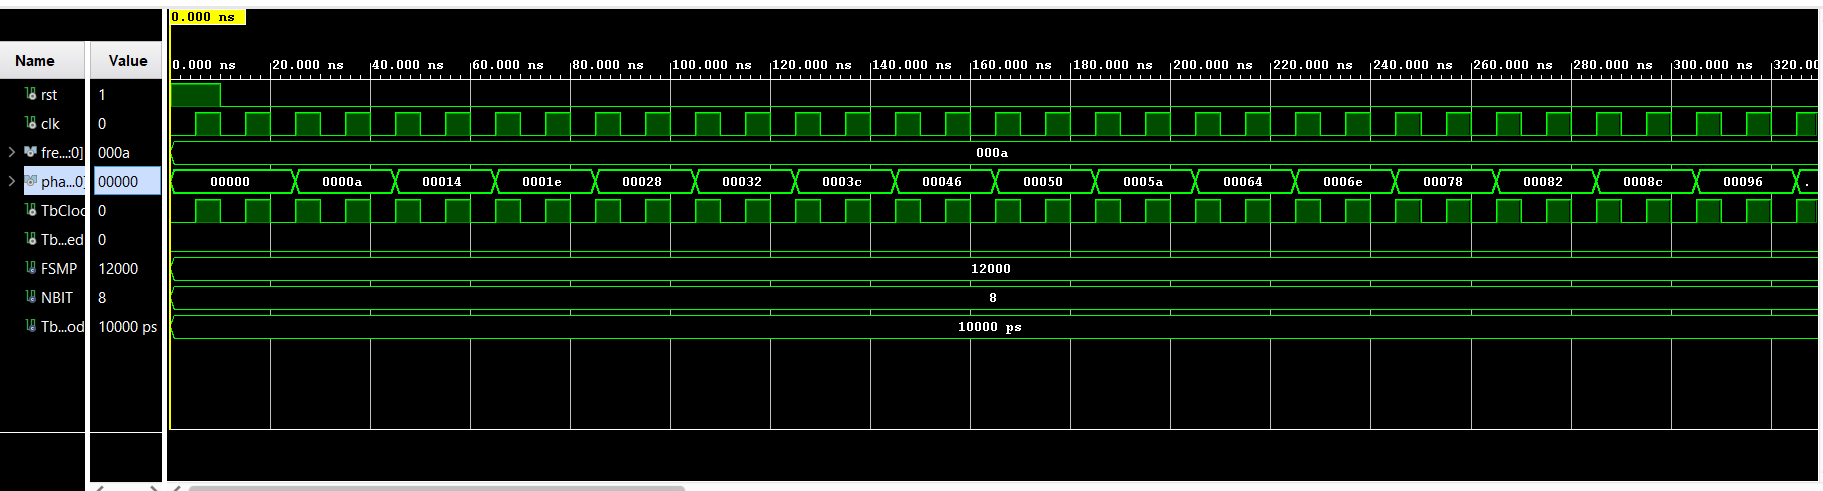 0.000 ns
Name Value
0.000 ns 20.000 ns 40.000 ns 60.000 ns 80.000 ns 100.000 ns 120.000 ns 140.000 ns 160.000 ns 180.000 ns 200.000 ns 220.000 ns 240.000 ns 260.000 ns 280.000 ns 300.000 ns 320.00
rst 1
clk 0
fre...:0] 000a 000a
pha...0] 00000 00000 0000a 00014 0001e 00028 00032 0003c 00046 00050 0005a 00064 0006e 00078 00082 0008c 00096 .
TbCloc 0
Tb...ed 0
FSMP 12000 12000
NBIT 8 8
Tb...od 10000 ps 10000 ps